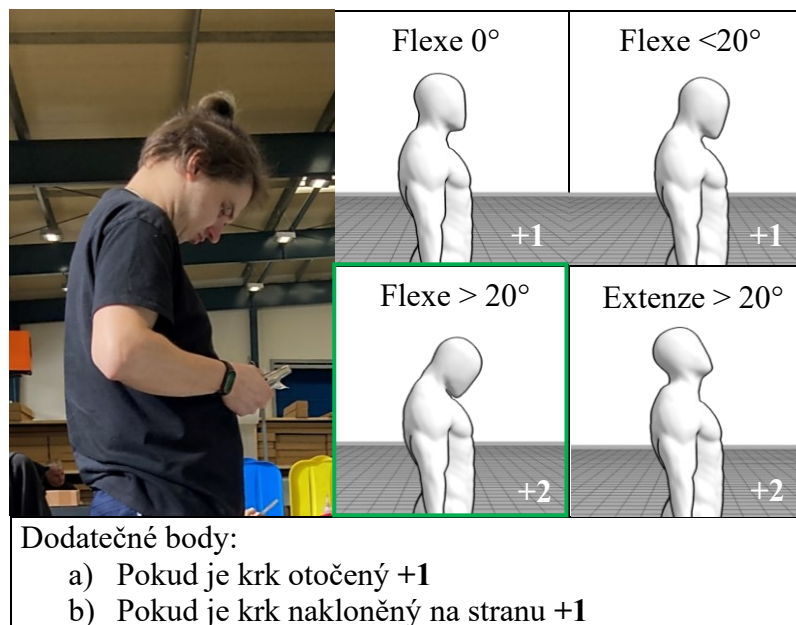 Flexe 0°
Flexe <20°
+1
+1
Flexe > 20°
Extenze > 20°
+2
+2
Dodatečné body:
a) Pokud je krk otočený +1
b) Pokud je krk nakloněný na stranu +1